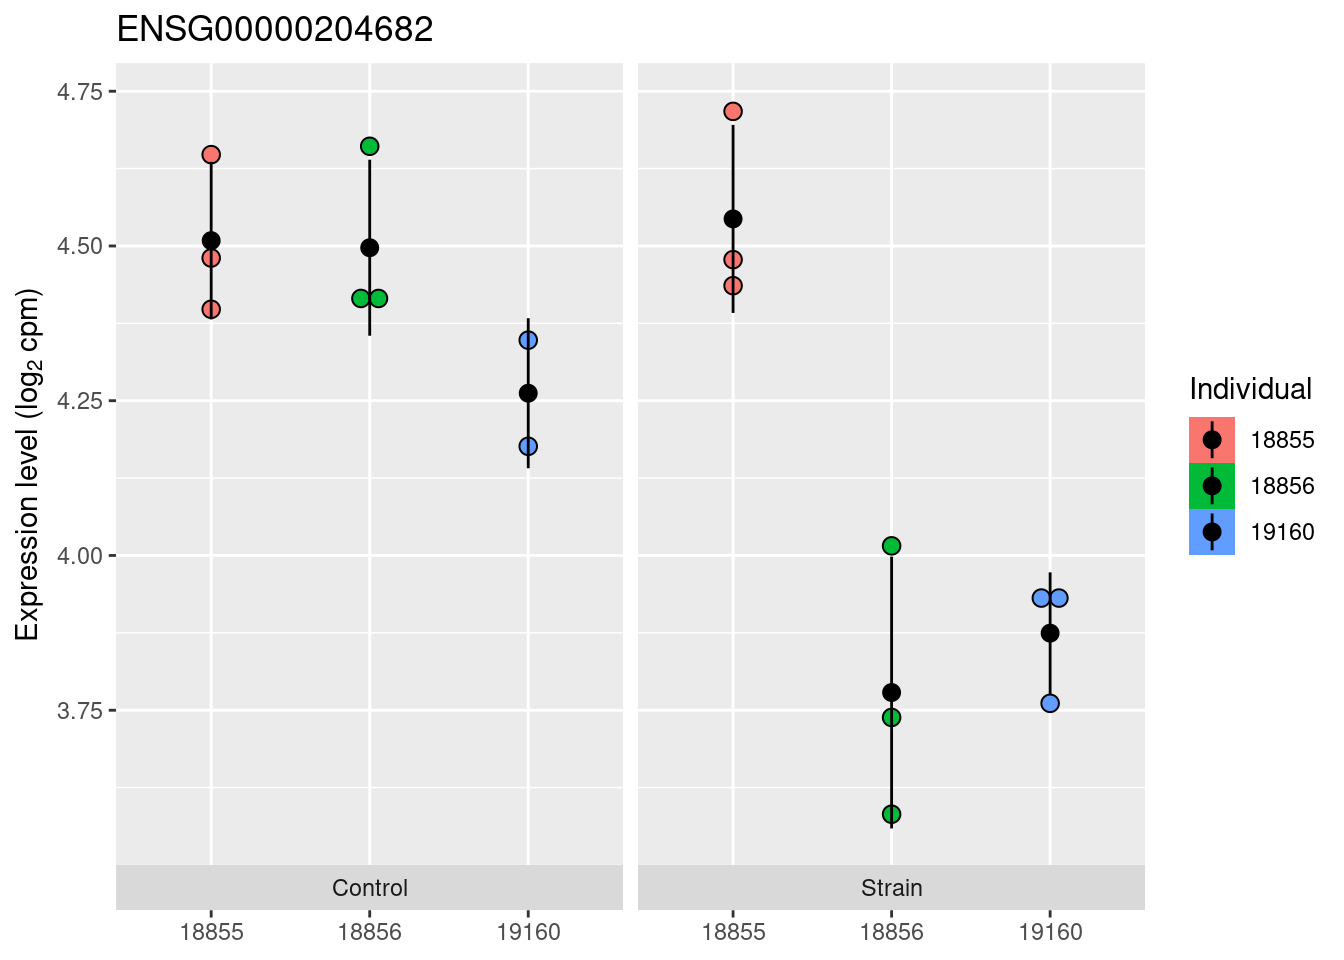 ENSG00000204682
Expression level (log₂ cpm)
4.75
4.50
4.25
4.00
3.75
Control
Strain
18855
18856
19160
18855
18856
19160
Individual
18855
18856
19160